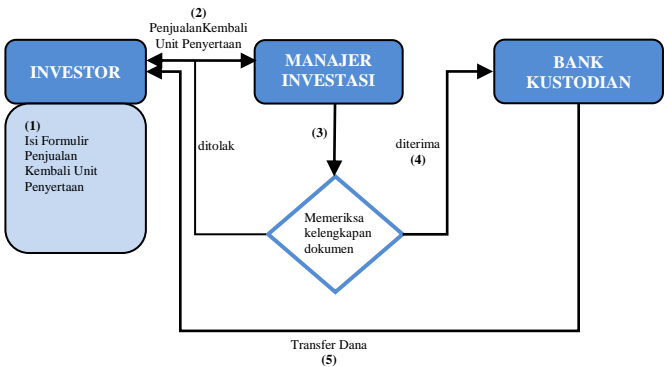 (2)
PenjualanKembali
Unit Penyertaan
INVESTOR
MANAJER
INVESTASI
BANK
KUSTODIAN
(1)
Isi Formulir
Penjualan
Kembali Unit
Penyertaan
ditolak
(3)
diterima
(4)
Memeriksa
kelengkapan
dokumen
Transfer Dana
(5)